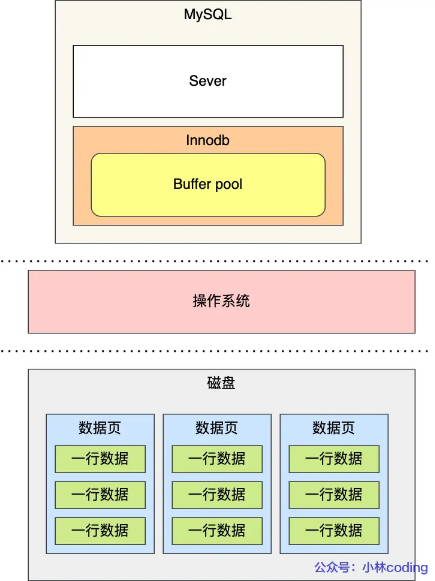 MySQL
Sever
Innodb
Buffer pool
操作系统
磁盘
数据页 数据页 数据页
一行数据 一行数据 一行数据
一行数据 一行数据 一行数据
一行数据 一行数据 一行数据
公众号：小林coding